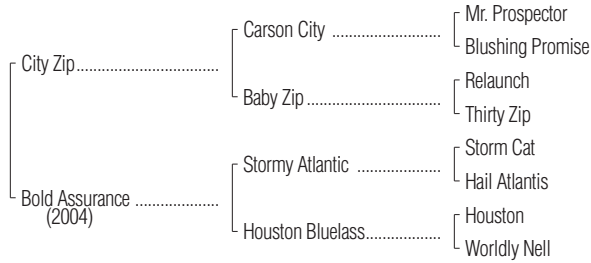 Mr. Prospector
Carson City ............................
Blushing Promise
City Zip....................................
Relaunch
Baby Zip..................................
Thirty Zip
Storm Cat
Stormy Atlantic .....................
Hail Atlantis
Bold Assurance .....................
(2004)
Houston
Houston Bluelass...................
Worldly Nell